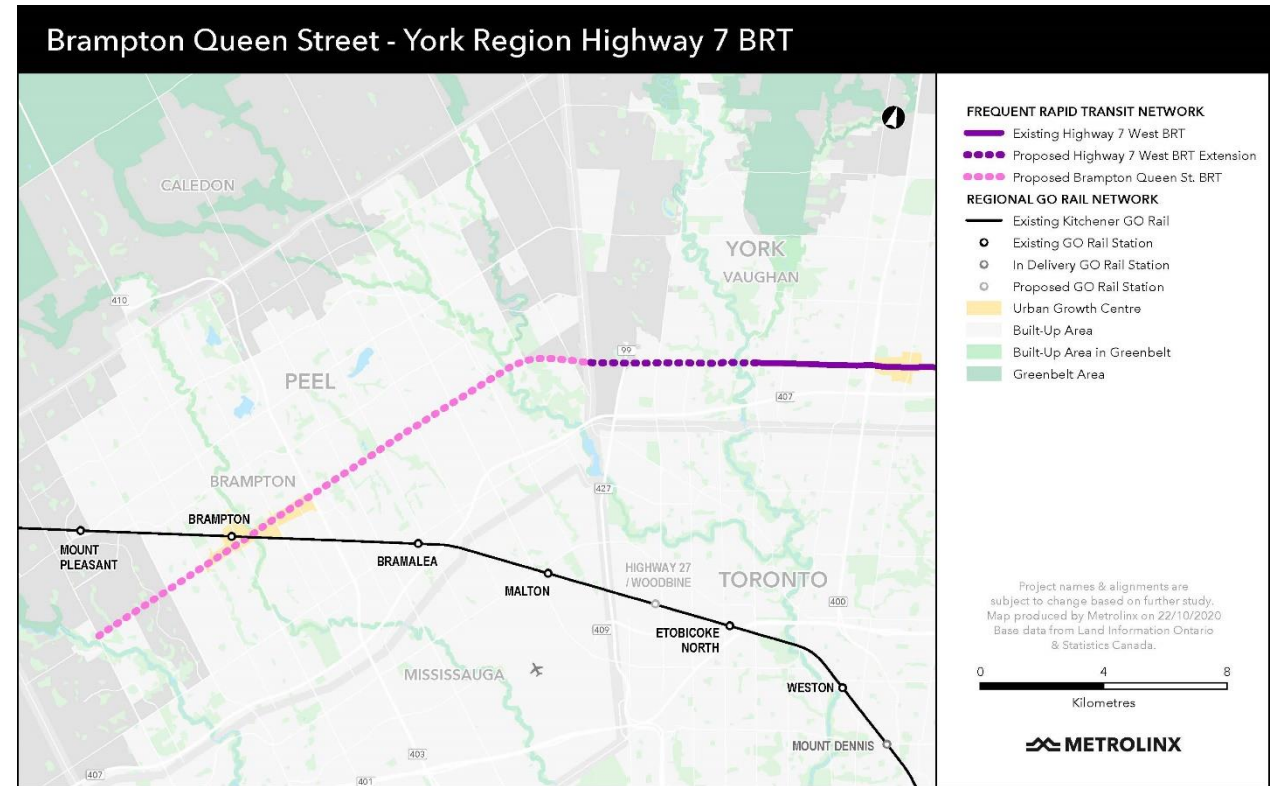 Brampton Queen Street - York Region Highway 7 BRT
CALEDON
410
YORK
VAUGHAN
99
PEEL
407
BRAMPTON
BRAMPTON
427
MOUNT
PLEASANT
BRAMALEA
MALTON
HIGHWAY 27
/ WOODBINE
TORONTO
400
409
ETOBICOKE
NORTH
MISSISSAUGA
WESTON
MOUNT DENNIS
403
407
401
FREQUENT RAPID TRANSIT NETWORK
Existing Highway 7 West BRT
Proposed Highway 7 West BRT Extension
Proposed Brampton Queen St. BRT
REGIONAL GO RAIL NETWORK
Existing Kitchener GO Rail
Existing GO Rail Station
In Delivery GO Rail Station
Proposed GO Rail Station
Urban Growth Centre
Built-Up Area
Built-Up Area in Greenbelt
Greenbelt Area
Project names & alignments are
subject to change based on further study.
Map produced by Metrolinx on 22/10/2020
Base data from Land Information Ontario
& Statistics Canada.
0 4 8
Kilometres
METROLINX